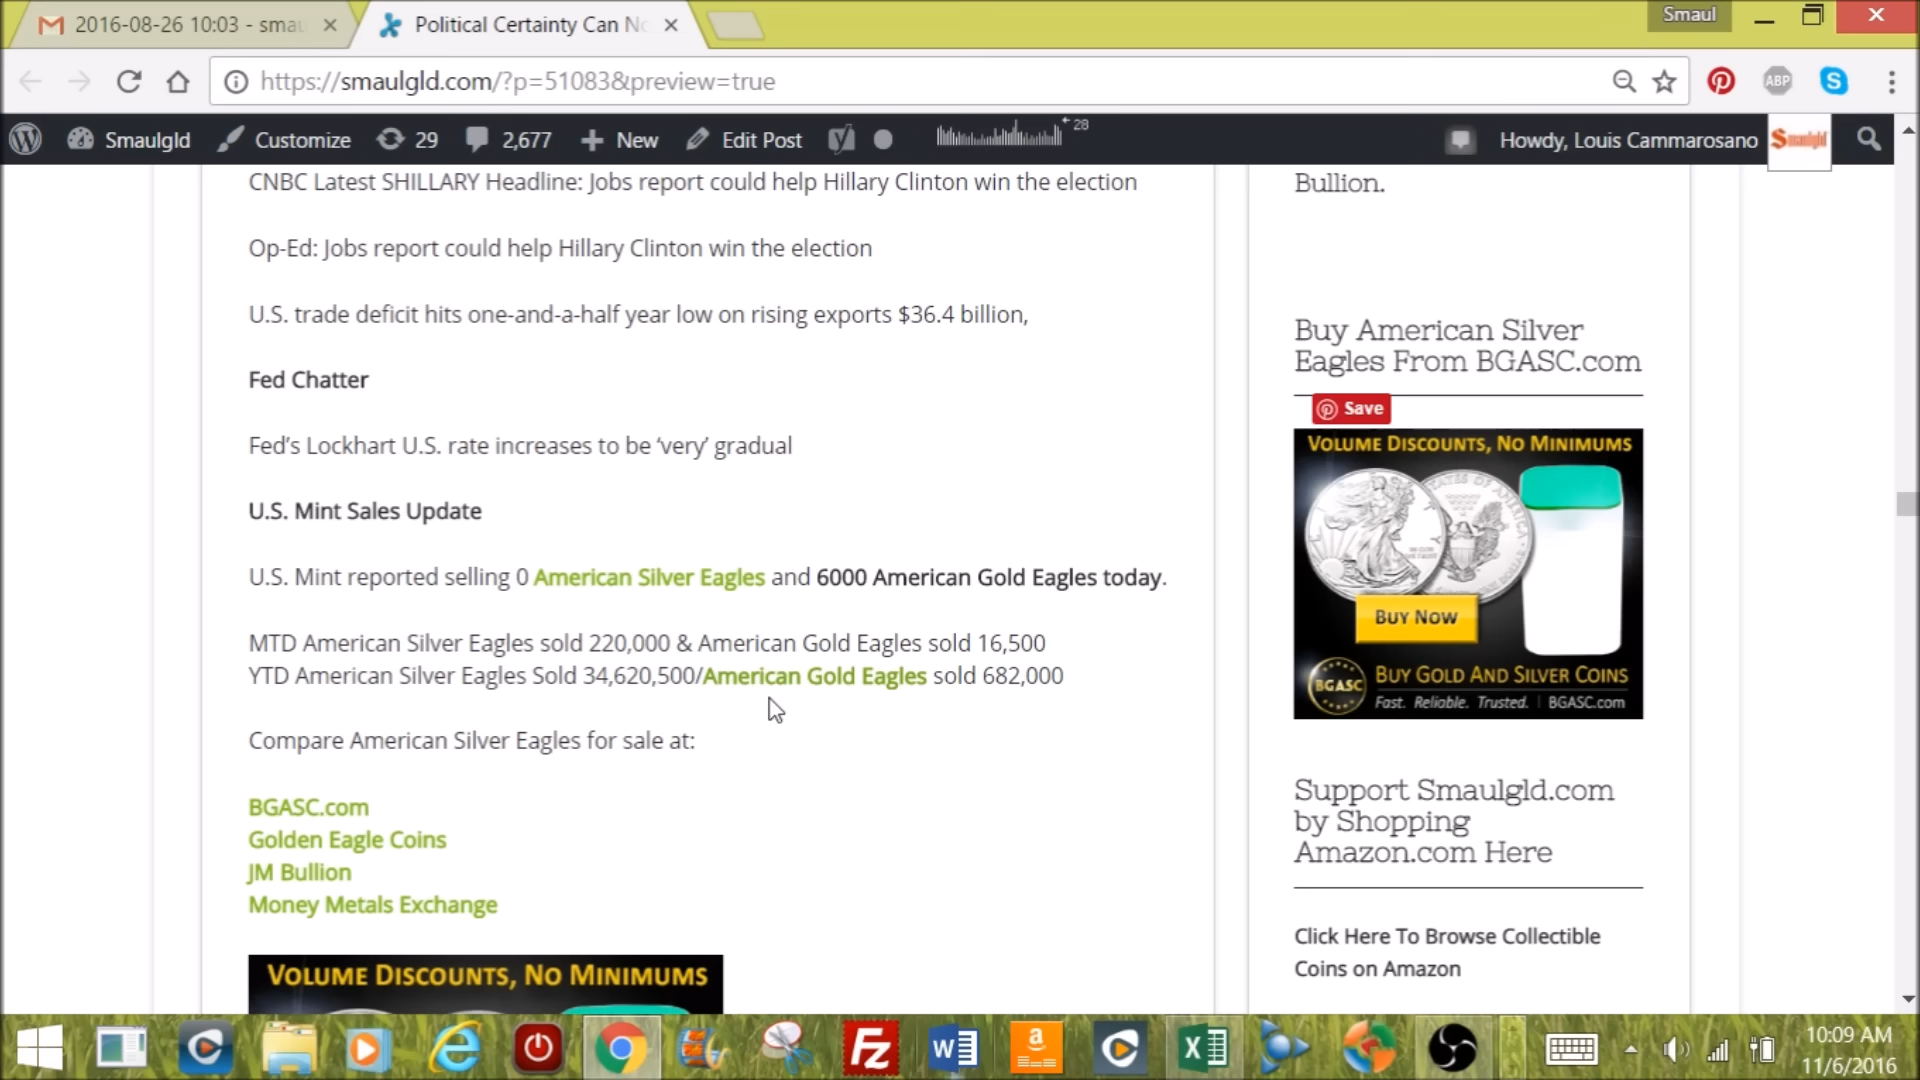 2016-08-26 10:03 - smau
Political Certainty Can No
Smaul
https://smaulgld.com/?p=51083&preview=true
ABP
Smaulgld
Customize
29
2,677
New
Edit Post
28
Howdy, Louis Cammarosano
Smaulgld
CNBC Latest SHILLARY Headline: Jobs report could help Hillary Clinton win the election
Op-Ed: Jobs report could help Hillary Clinton win the election
U.S. trade deficit hits one-and-a-half year low on rising exports $36.4 billion,
Fed Chatter
Fed’s Lockhart U.S. rate increases to be ‘very’ gradual
U.S. Mint Sales Update
U.S. Mint reported selling 0 American Silver Eagles and 6000 American Gold Eagles today.
MTD American Silver Eagles sold 220,000 & American Gold Eagles sold 16,500
YTD American Silver Eagles Sold 34,620,500/American Gold Eagles sold 682,000
Compare American Silver Eagles for sale at:
BGASC.com
Golden Eagle Coins
JM Bullion
Money Metals Exchange
VOLUME DISCOUNTS, NO MINIMUMS
Bullion.
Buy American Silver
Eagles From BGASC.com
Save
VOLUME DISCOUNTS, NO MINIMUMS
BUY NOW
BGASC
BUY GOLD AND SILVER COINS
Fast. Reliable. Trusted. | BGASC.com
Support Smaulgld.com
by Shopping
Amazon.com Here
Click Here To Browse Collectible
Coins on Amazon
10:09 AM
11/6/2016